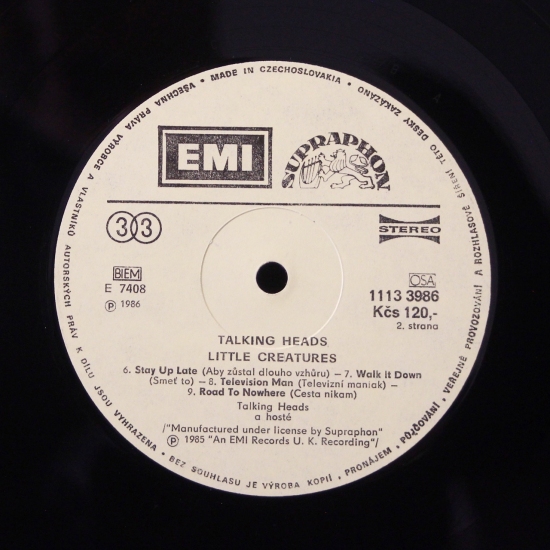 VŠECHNA PRÁVA VÝROBCE A VLASTNÍKŮ AUTORSKÝCH PRÁV K DÍLU JSOU VYHRAZENA • BEZ SOUHLASU JE VÝROBA KOPIÍ, PRONÁJEM, PŮJČOVÁNÍ, VEŘEJNÉ PROVOZOVÁNÍ A ROZHLASOVÉ ŠÍŘENÍ TÉTO DESKY ZAKÁZÁNO • MADE IN CZECHOSLOVAKIA •
EMI
SUPRAPHON
33
STEREO
BIEM
OSA
E 7408
1113 3986
℗ 1986
Kčs 120,-
2. strana
TALKING HEADS
LITTLE CREATURES
6. Stay Up Late (Aby zůstal dlouho vzhůru) — 7. Walk it Down
(Smeť to) — 8. Television Man (Televizní maniak) —
9. Road To Nowhere (Cesta nikam)
Talking Heads
a hosté
/"Manufactured under license by Supraphon"
℗ 1985 "An EMI Records U. K. Recording"/